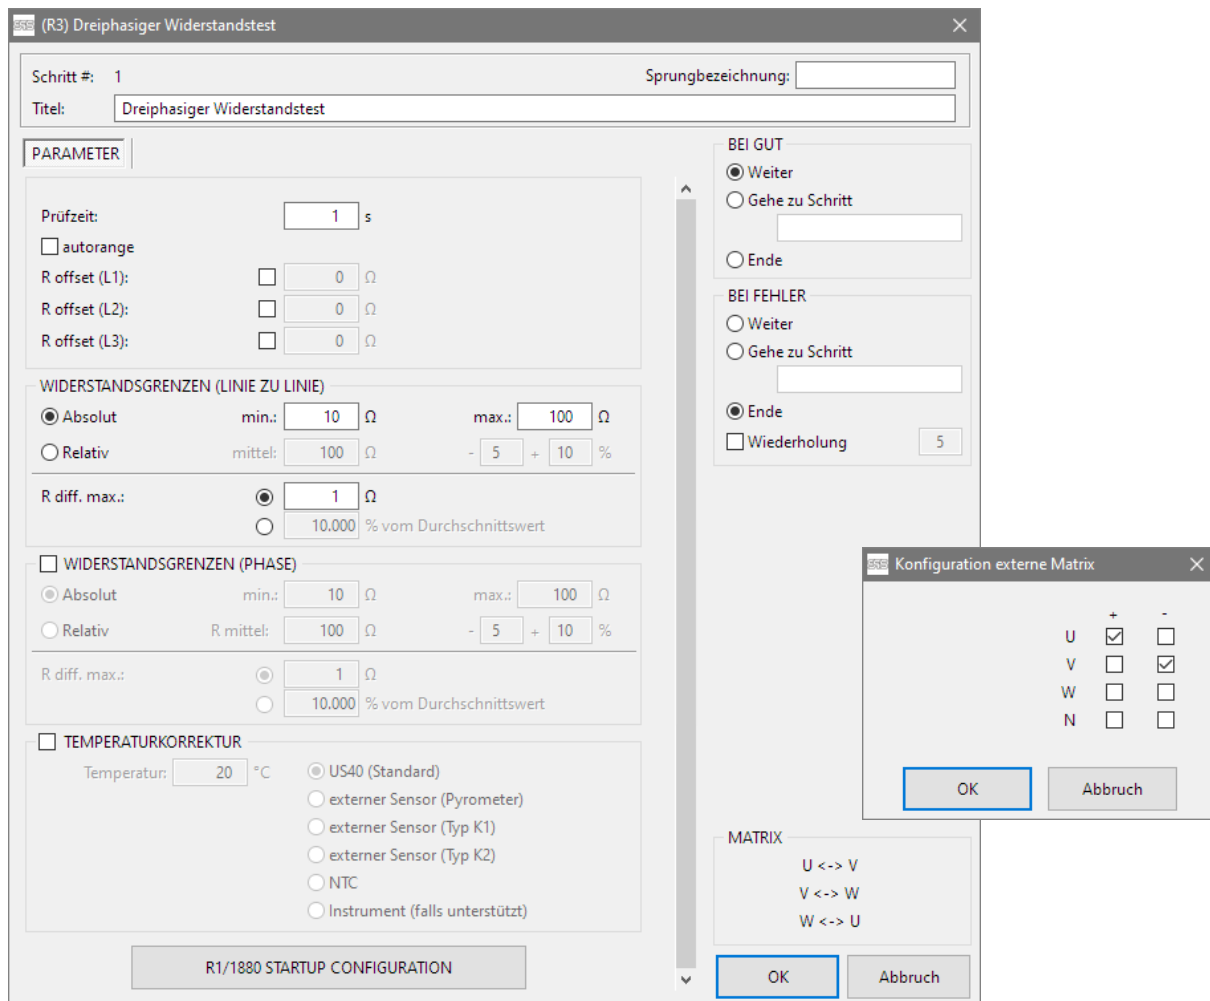 (R3) Dreiphasiger Widerstandstest
Schritt #: 1 Sprungbezeichnung:
Titel: Dreiphasiger Widerstandstest
PARAMETER
Prüfzeit: 1 s
autorange
R offset (L1): 0 Ω
R offset (L2): 0 Ω
R offset (L3): 0 Ω
WIDERSTANDSGRENZEN (LINIE ZU LINIE)
Absolut min.: 10 Ω max.: 100 Ω
Relativ mittel: 100 Ω - 5 + 10 %
R diff. max.: 1 Ω
10.000 % vom Durchschnittswert
WIDERSTANDSGRENZEN (PHASE)
Absolut min.: 10 Ω max.: 100 Ω
Relativ R mittel: 100 Ω - 5 + 10 %
R diff. max.: 1 Ω
10.000 % vom Durchschnittswert
TEMPERATURKORREKTUR
Temperatur: 20 °C US40 (Standard)
externer Sensor (Pyrometer)
externer Sensor (Typ K1)
externer Sensor (Typ K2)
NTC
Instrument (falls unterstützt)
R1/1880 STARTUP CONFIGURATION
BEI GUT
Weiter
Gehe zu Schritt
Ende
BEI FEHLER
Weiter
Gehe zu Schritt
Ende
Wiederholung 5
MATRIX
U <-> V
V <-> W
W <-> U
OK Abbruch
Konfiguration externe Matrix
+ -
U
V
W
N
OK Abbruch